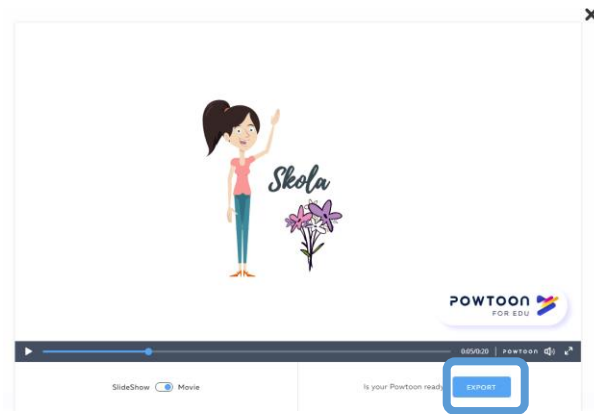 Skola
POWTOON
FOR EDU
0:05/0:20 | POWTOON
SlideShow Movie
Is your Powtoon ready
EXPORT